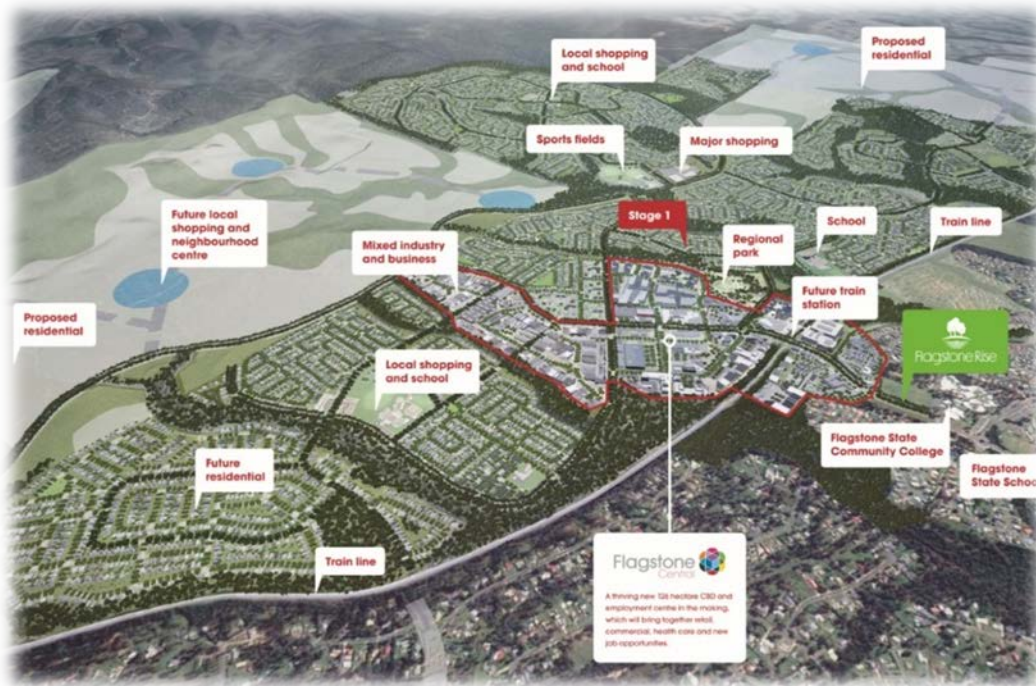 Local shopping
and school
Proposed
residential
Sports fields
Major shopping
Stage 1
School
Train line
Future local
shopping and
neighbourhood
centre
Mixed industry
and business
Regional
park
Future train
station
Proposed
residential
Flagstone Rise
Local shopping
and school
Flagstone State
Community College
Flagstone
State School
Future
residential
Train line
Flagstone
Central
A thriving new 126 hectare CBD and
employment centre in the making,
which will bring together retail,
commercial, health care and new
job opportunities.